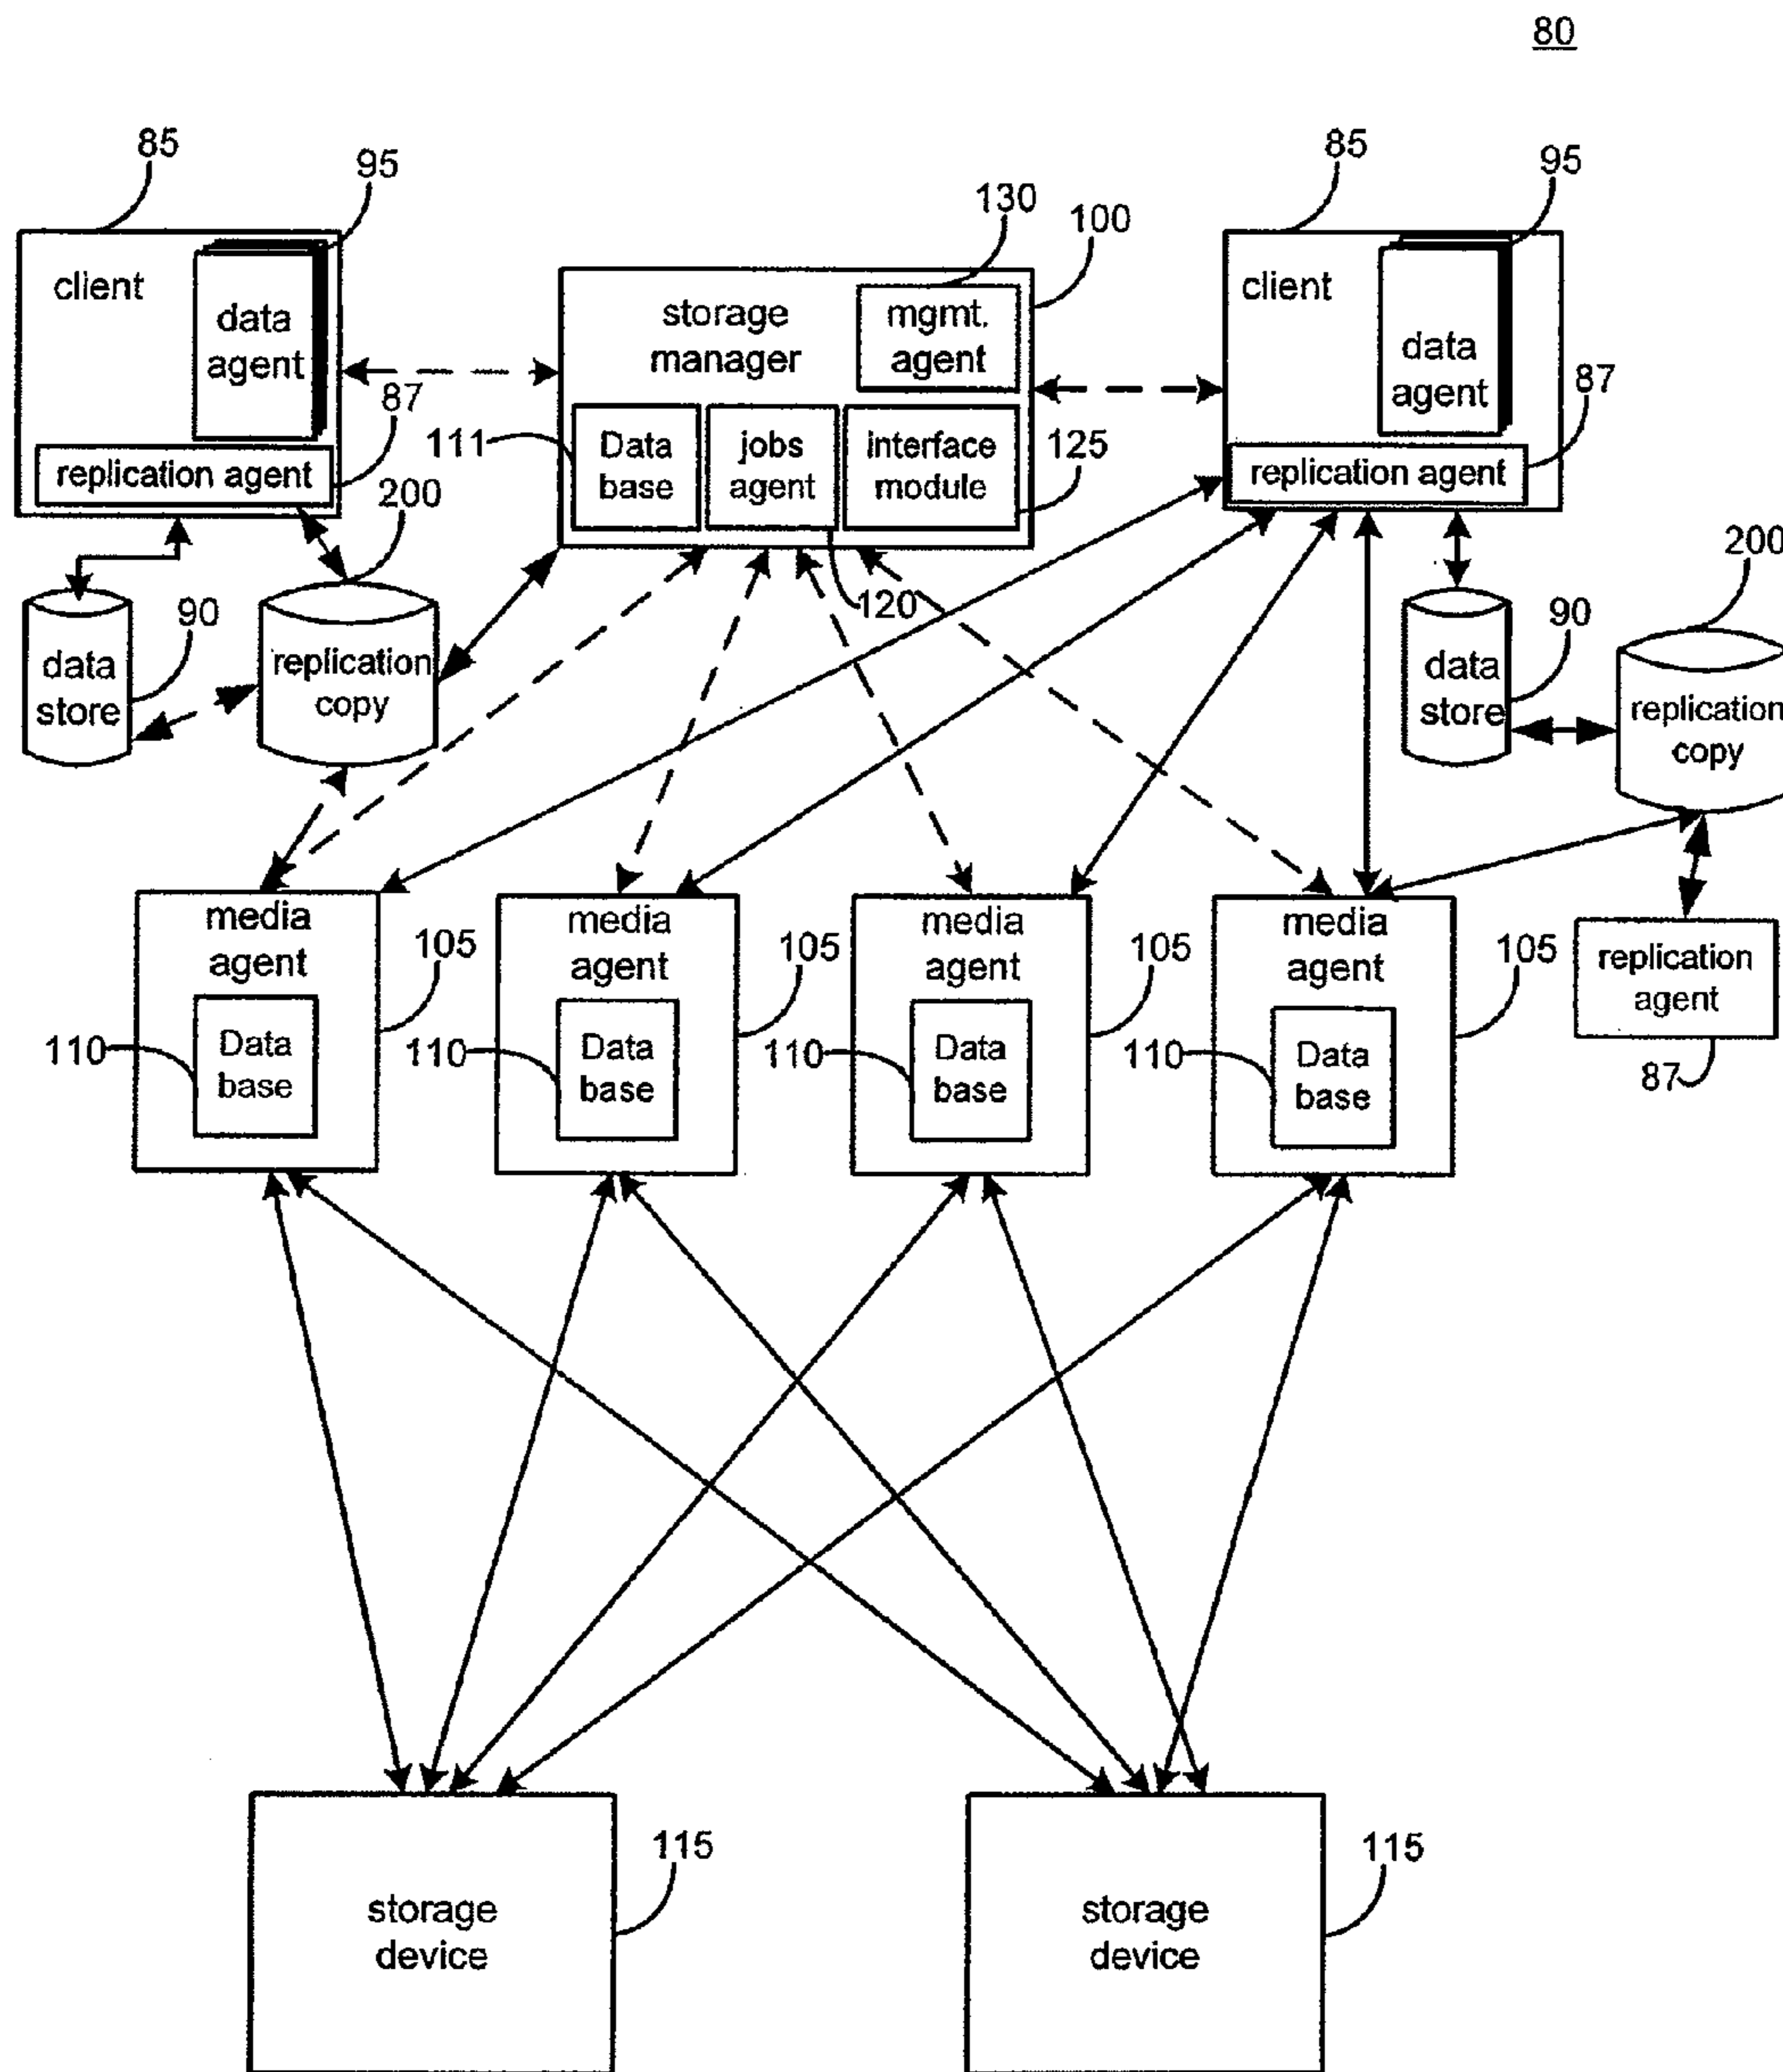 80
85
95
130
100
85
95
client
data
agent
storage
manager
mgmt.
agent
client
data
agent
87
87
111
Data
base
jobs
agent
interface
module
125
replication agent
replication agent
200
200
120
90
90
data
store
replication
copy
data
store
replication
copy
media
agent
105
media
agent
105
media
agent
105
media
agent
105
replication
agent
87
110
Data
base
110
Data
base
110
Data
base
110
Data
base
115
115
storage
device
storage
device